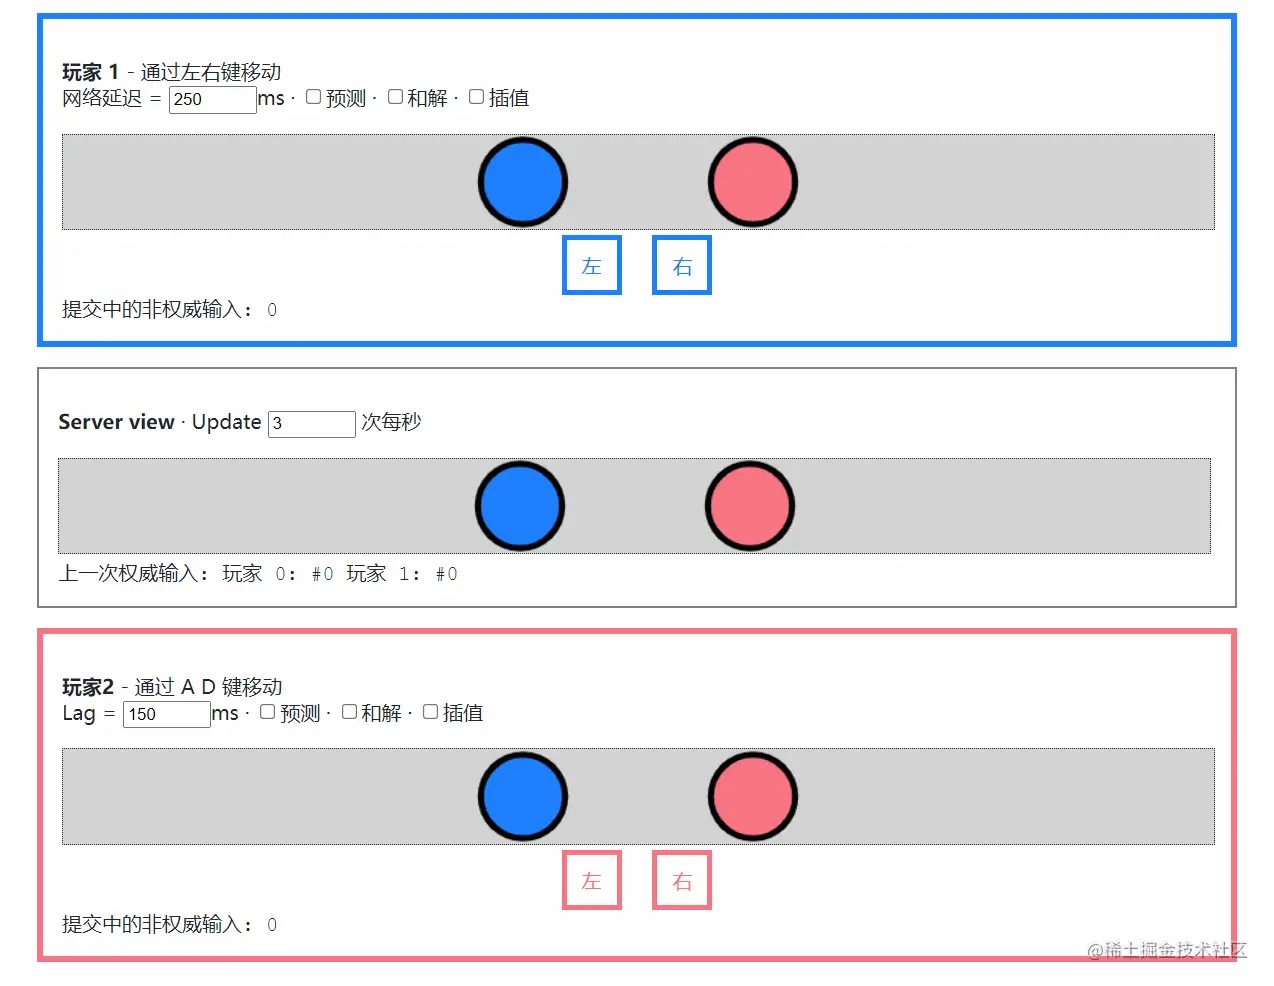 玩家 1 - 通过左右键移动
网络延迟 = 250 ms · 预测 · 和解 · 插值
左 右
提交中的非权威输入： 0
Server view · Update 3 次每秒
上一次权威输入：玩家 0：#0 玩家 1：#0
玩家2 - 通过 A D 键移动
Lag = 150 ms · 预测 · 和解 · 插值
左 右
提交中的非权威输入： 0
@稀土掘金技术社区